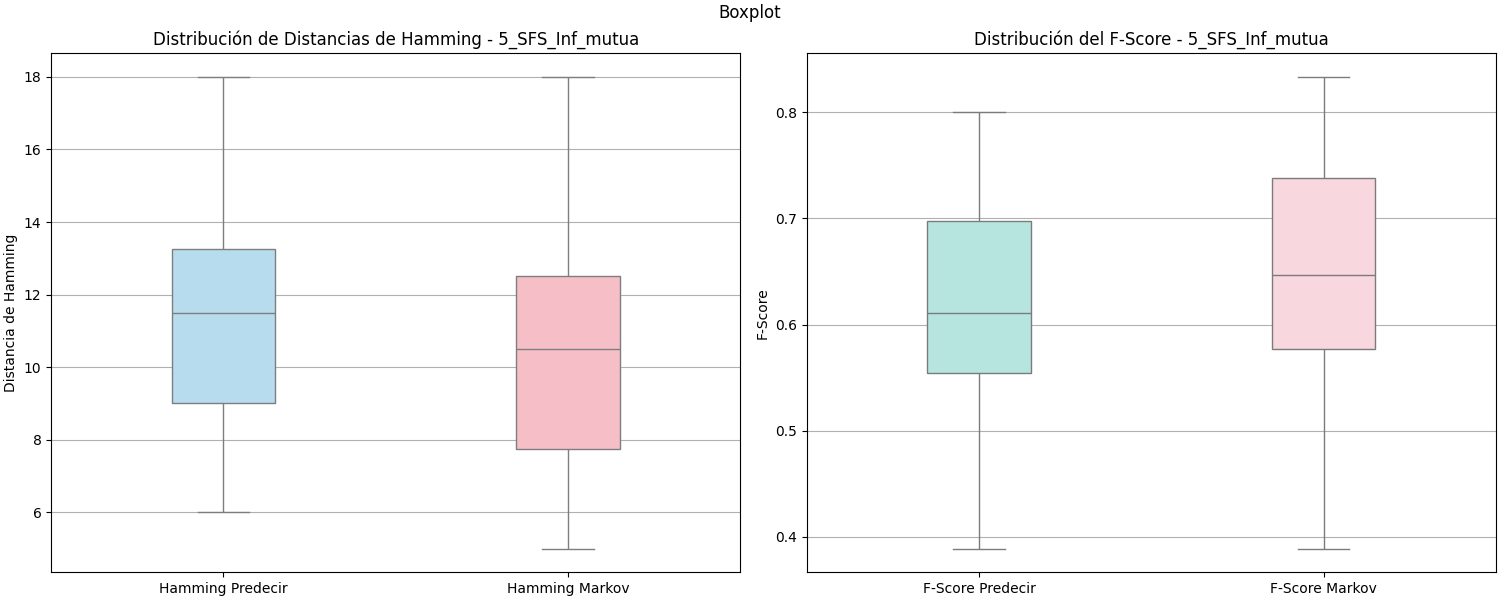 Boxplot
Distribución de Distancias de Hamming - 5_SFS_Inf_mutua
Distancia de Hamming
18
16
14
12
10
8
6
Hamming Predecir
Hamming Markov
Distribución del F-Score - 5_SFS_Inf_mutua
F-Score
0.8
0.7
0.6
0.5
0.4
F-Score Predecir
F-Score Markov